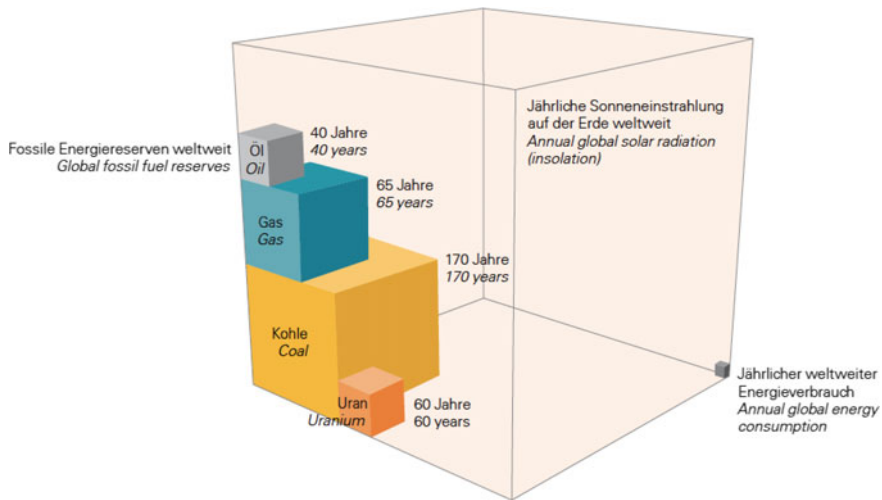 Jährliche Sonneneinstrahlung
auf der Erde weltweit
Annual global solar radiation
(insolation)
Fossile Energiereserven weltweit
Global fossil fuel reserves
Öl
Oil
40 Jahre
40 years
Gas
Gas
65 Jahre
65 years
Kohle
Coal
170 Jahre
170 years
Uran
Uranium
60 Jahre
60 years
Jährlicher weltweiter
Energieverbrauch
Annual global energy
consumption